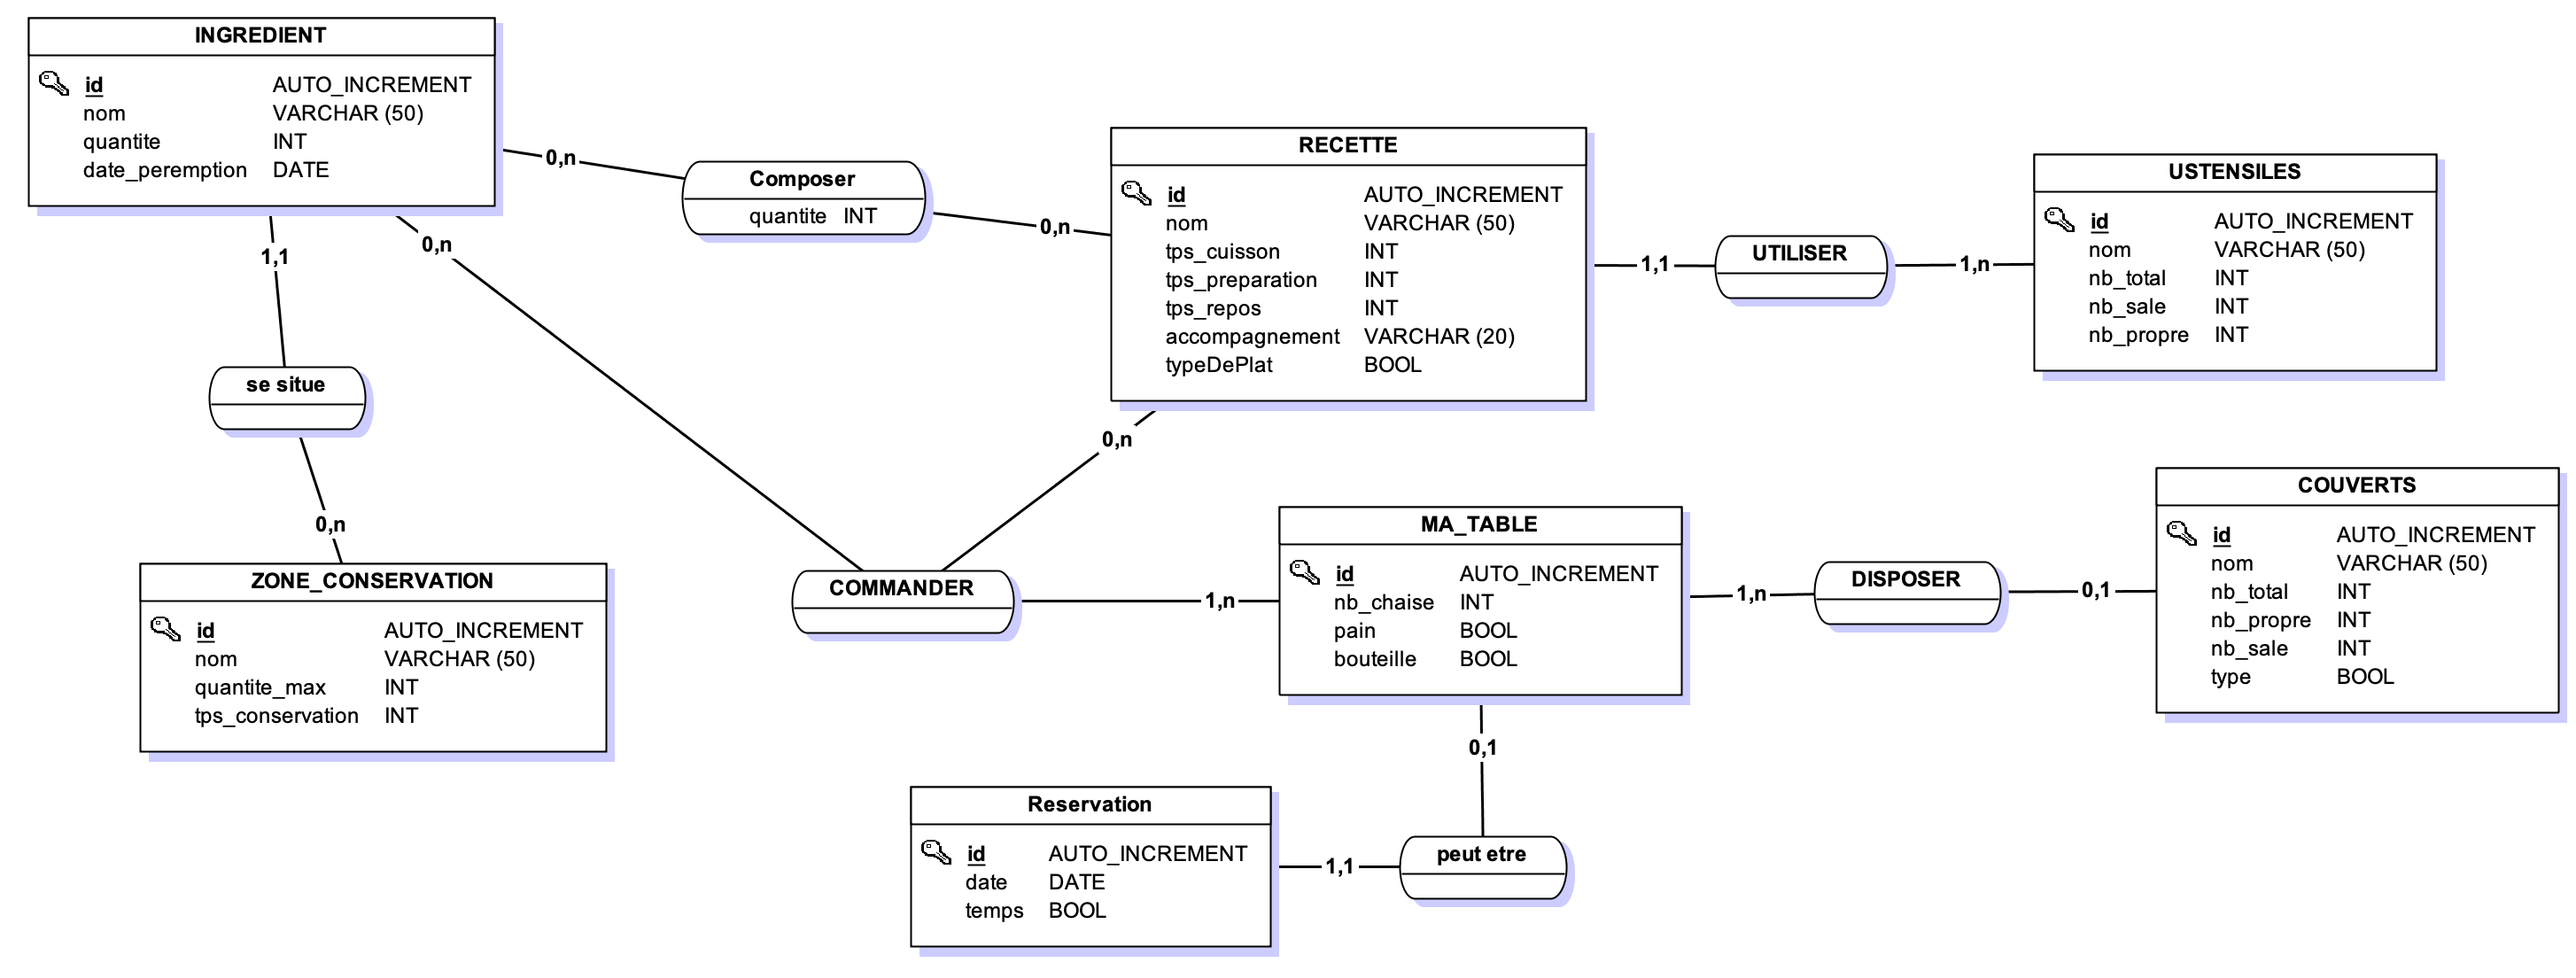 INGREDIENT
id AUTO_INCREMENT
nom VARCHAR (50)
quantite INT
date_peremption DATE
0,n
Composer
quantite INT
0,n
RECETTE
id AUTO_INCREMENT
nom VARCHAR (50)
tps_cuisson INT
tps_preparation INT
tps_repos INT
accompagnement VARCHAR (20)
typeDePlat BOOL
1,1
UTILISER
1,n
USTENSILES
id AUTO_INCREMENT
nom VARCHAR (50)
nb_total INT
nb_sale INT
nb_propre INT
1,1
0,n
se situe
0,n
ZONE_CONSERVATION
id AUTO_INCREMENT
nom VARCHAR (50)
quantite_max INT
tps_conservation INT
0,n
COMMANDER
1,n
MA_TABLE
id AUTO_INCREMENT
nb_chaise INT
pain BOOL
bouteille BOOL
1,n
DISPOSER
0,1
COUVERTS
id AUTO_INCREMENT
nom VARCHAR (50)
nb_total INT
nb_propre INT
nb_sale INT
type BOOL
0,1
Reservation
id AUTO_INCREMENT
date DATE
temps BOOL
1,1
peut etre